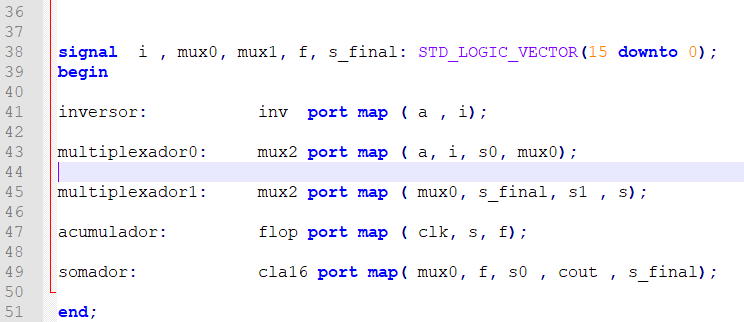 36
37
38 signal  i , mux0, mux1, f, s_final: STD_LOGIC_VECTOR(15 downto 0);
39 begin
40
41 inversor:           inv  port map ( a , i);
42
43 multiplexador0:     mux2 port map ( a, i, s0, mux0);
44
45 multiplexador1:     mux2 port map ( mux0, s_final, s1 , s);
46
47 acumulador:         flop port map ( clk, s, f);
48
49 somador:            cla16 port map( mux0, f, s0 , cout , s_final);
50
51 end;